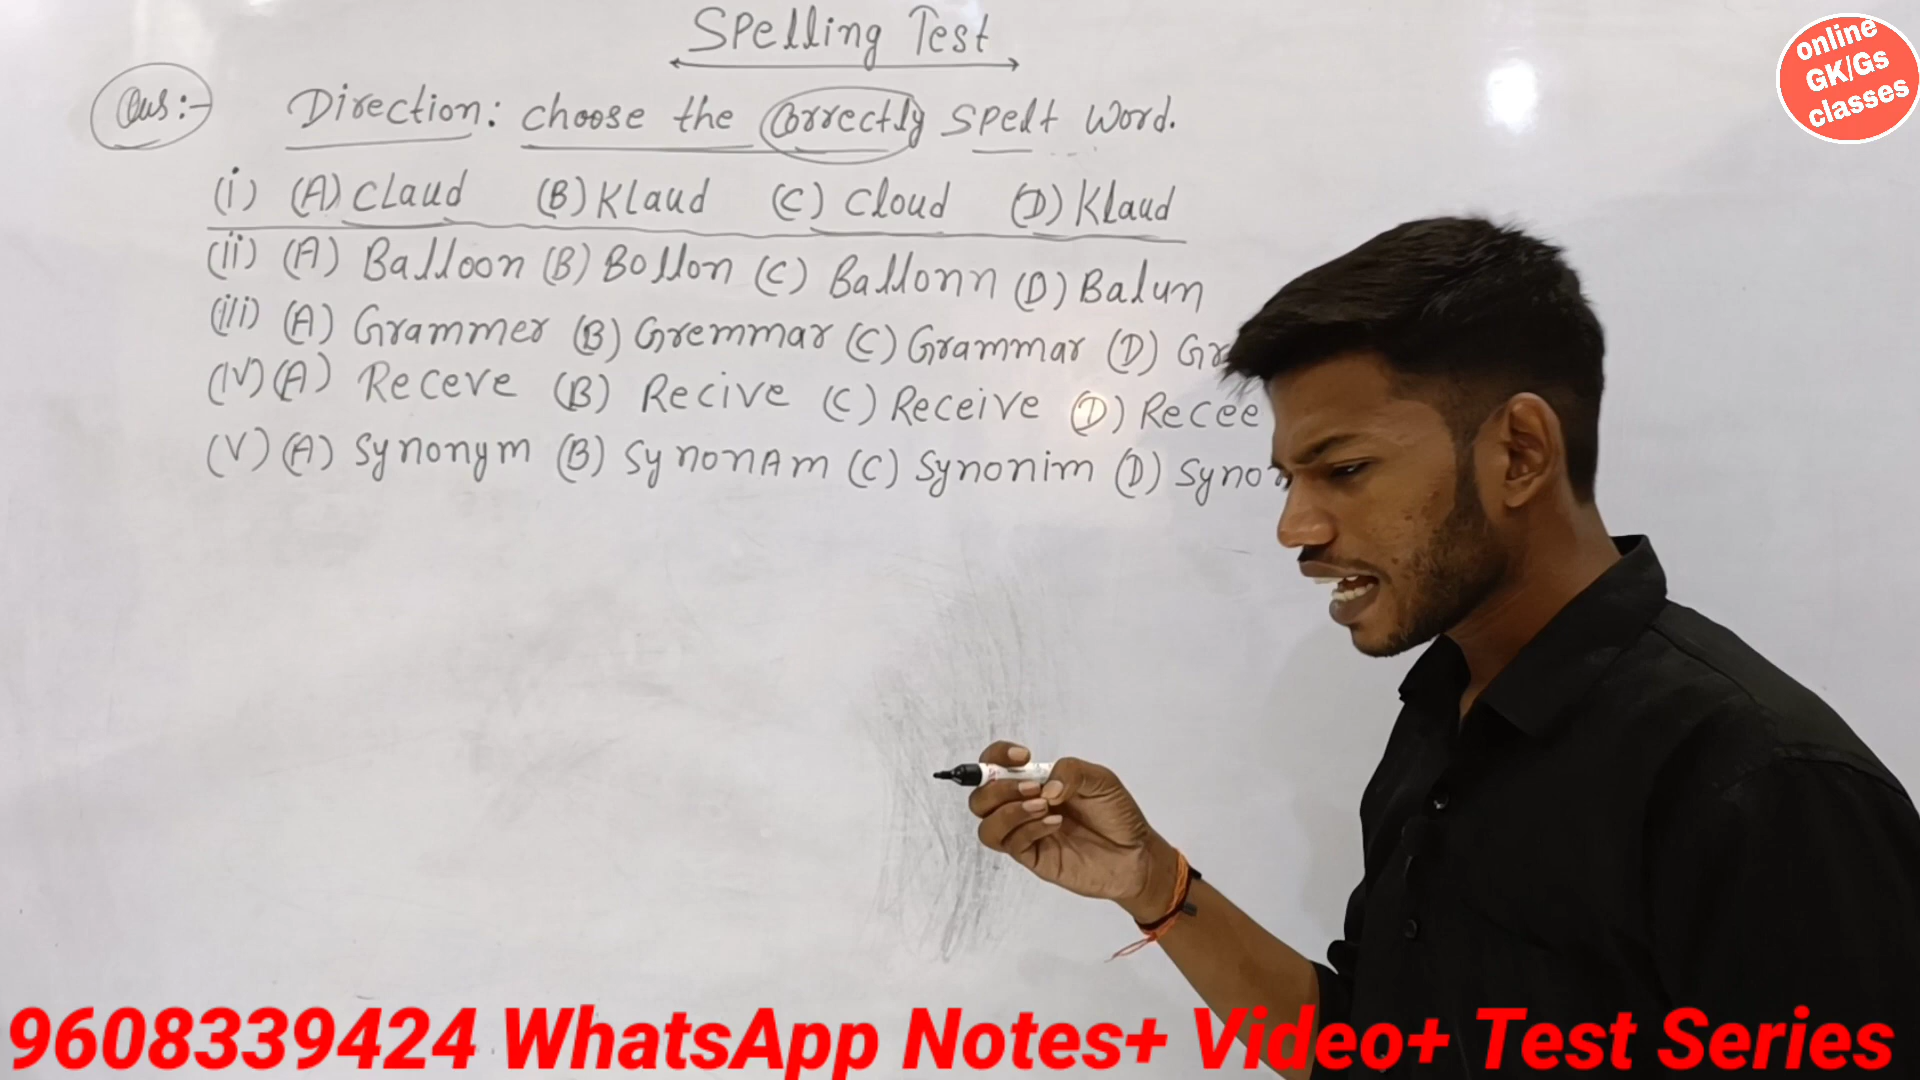 Spelling Test
Ques:- Direction: choose the Correctly Spelt Word.
(i) (A) Claud (B) Klaud (C) Cloud (D) Klaud
(ii) (A) Balloon (B) Bollon (C) Ballonn (D) Balun
(iii) (A) Grammer (B) Gremmar (C) Grammar (D)
(IV) (A) Receve (B) Recive (C) Receive (D)
(V) (A) Synonym (B) SynonAm (C) Synonim (D)
online
GK/Gs
classes
9608339424 WhatsApp Notes+ Video+ Test Series